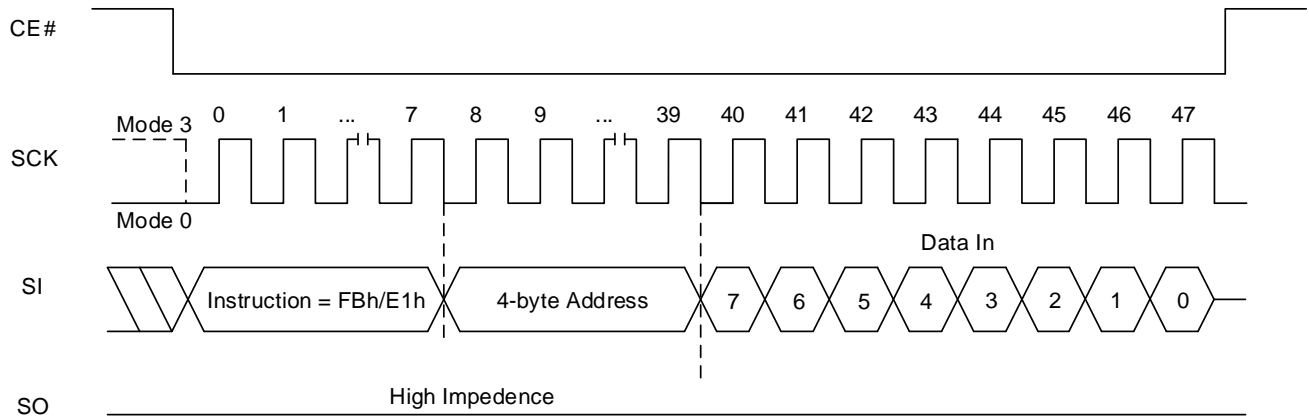 CE#
Mode 3
0 1 ... 7 8 9 ... 39 40 41 42 43 44 45 46 47
SCK
Mode 0
Data In
SI
Instruction = FBh/E1h
4-byte Address
7 6 5 4 3 2 1 0
High Impedence
SO